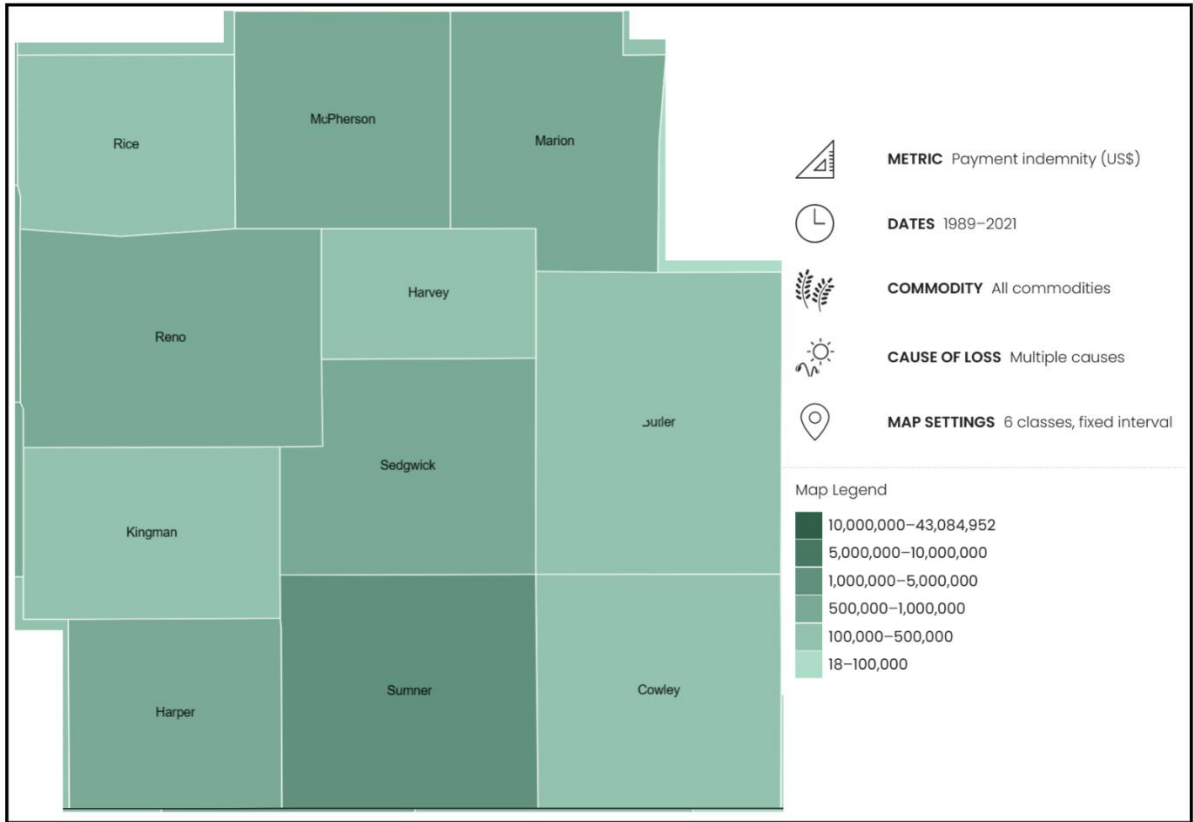 McPherson
Marion
Rice
Harvey
Reno
Sedgwick
Kingman
Sumner
Cowley
Harper
METRIC Payment indemnity (US$)
DATES 1989–2021
COMMODITY All commodities
CAUSE OF LOSS Multiple causes
MAP SETTINGS 6 classes, fixed interval
Map Legend
10,000,000–43,084,952
5,000,000–10,000,000
1,000,000–5,000,000
500,000–1,000,000
100,000–500,000
18–100,000